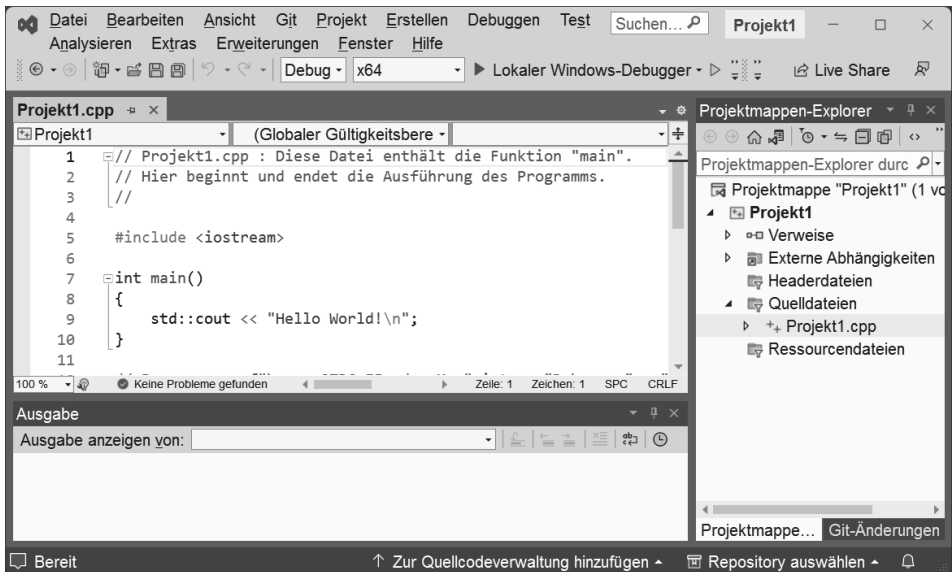 Datei Bearbeiten Ansicht Git Projekt Erstellen Debuggen Test Suchen... Projekt1
Analysieren Extras Erweiterungen Fenster Hilfe
Debug x64 Lokaler Windows-Debugger Live Share
Projekt1.cpp
Projekt1 (Globaler Gültigkeitsbere
1 // Projekt1.cpp : Diese Datei enthält die Funktion "main".
2 // Hier beginnt und endet die Ausführung des Programms.
3 //
4
5 #include <iostream>
6
7 int main()
8 {
9 std::cout << "Hello World!\n";
10 }
11
100 % Keine Probleme gefunden Zeile: 1 Zeichen: 1 SPC CRLF
Ausgabe
Ausgabe anzeigen von:
Projektmappen-Explorer
Projektmappen-Explorer durc
Projektmappe "Projekt1" (1 vo
Projekt1
Verweise
Externe Abhängigkeiten
Headerdateien
Quelldateien
Projekt1.cpp
Ressourcendateien
Projektmappe... Git-Änderungen
Bereit Zur Quellcodeverwaltung hinzufügen Repository auswählen